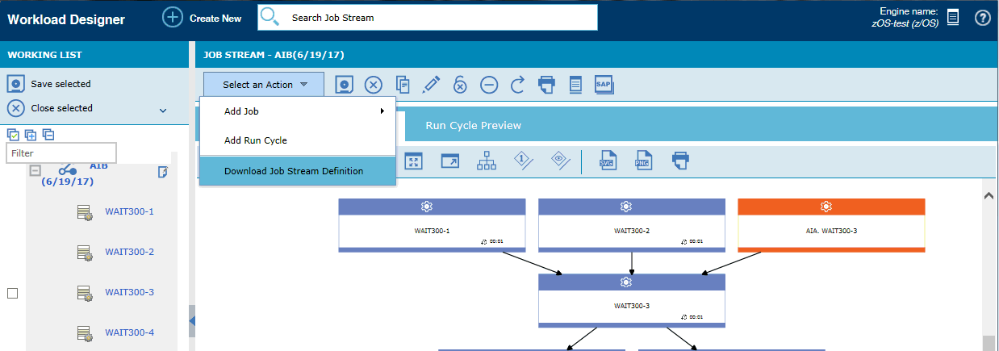 Workload Designer
Create New
Search Job Stream
Engine name:
zOS-test (z/OS)
?
WORKING LIST
Save selected
Close selected
Filter
AIB
(6/19/17)
WAIT300-1
WAIT300-2
WAIT300-3
WAIT300-4
JOB STREAM - AIB(6/19/17)
Select an Action
SAP
Add Job
Add Run Cycle
Download Job Stream Definition
Run Cycle Preview
1
SVG
PNG
WAIT300-1
00:01
WAIT300-2
00:01
AIA. WAIT300-3
WAIT300-3
00:01